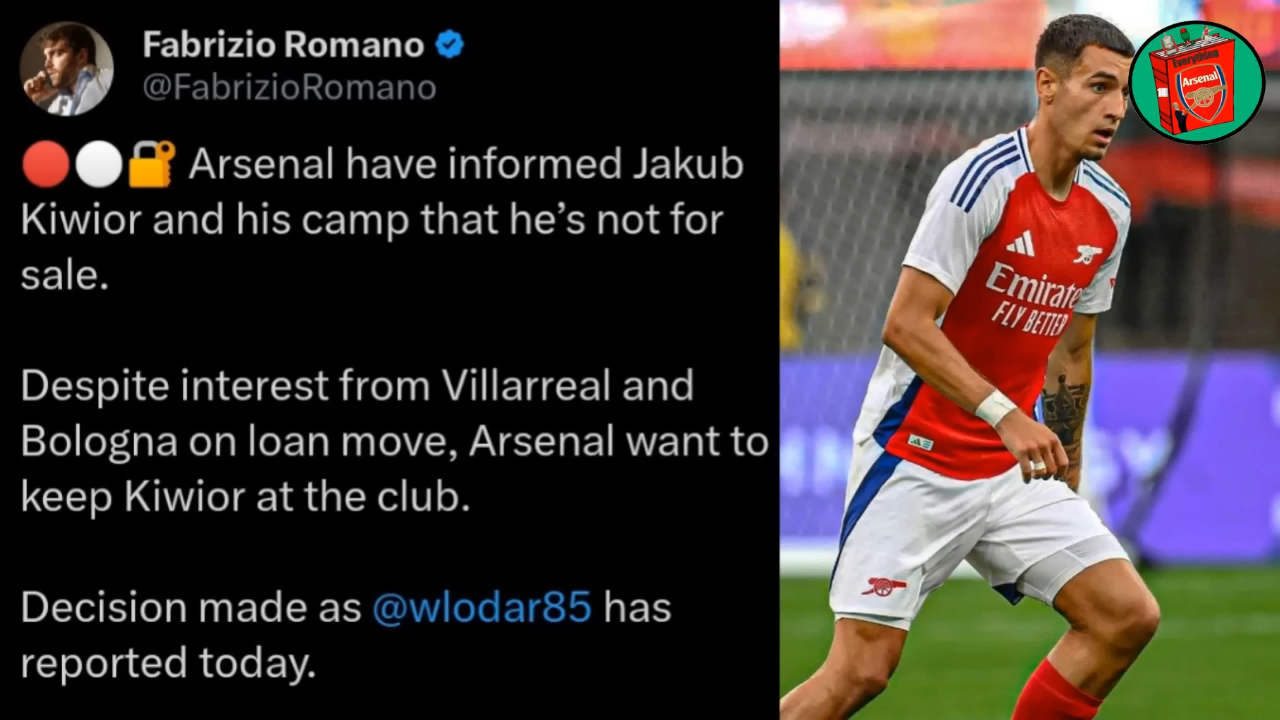 Fabrizio Romano
@FabrizioRomano
🔴⚪🔐 Arsenal have informed Jakub
Kiwior and his camp that he’s not for
sale.
Despite interest from Villarreal and
Bologna on loan move, Arsenal want to
keep Kiwior at the club.
Decision made as @wlodar85 has
reported today.
Everything
Arsenal
Emirate
FLY BETTER